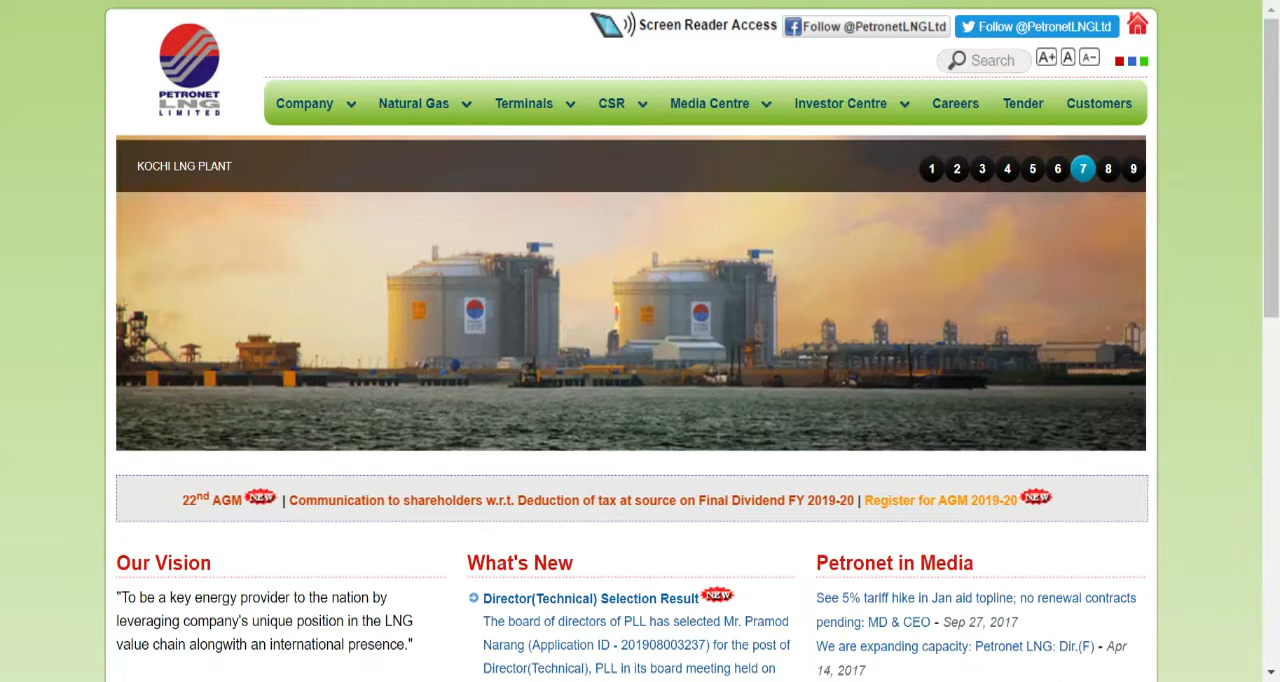 PETRONET
LNG
LIMITED
Screen Reader Access
Follow @PetronetLNGLtd
Follow @PetronetLNGLtd
Search
A+ A A-
Company
Natural Gas
Terminals
CSR
Media Centre
Investor Centre
Careers
Tender
Customers
KOCHI LNG PLANT
1 2 3 4 5 6 7 8 9
22nd AGM NEW | Communication to shareholders w.r.t. Deduction of tax at source on Final Dividend FY 2019-20 | Register for AGM 2019-20 NEW
Our Vision
"To be a key energy provider to the nation by
leveraging company's unique position in the LNG
value chain alongwith an international presence."
What's New
Director(Technical) Selection Result NEW
The board of directors of PLL has selected Mr. Pramod
Narang (Application ID - 201908003237) for the post of
Director(Technical), PLL in its board meeting held on
Petronet in Media
See 5% tariff hike in Jan aid topline; no renewal contracts
pending: MD & CEO - Sep 27, 2017
We are expanding capacity: Petronet LNG: Dir.(F) - Apr
14, 2017